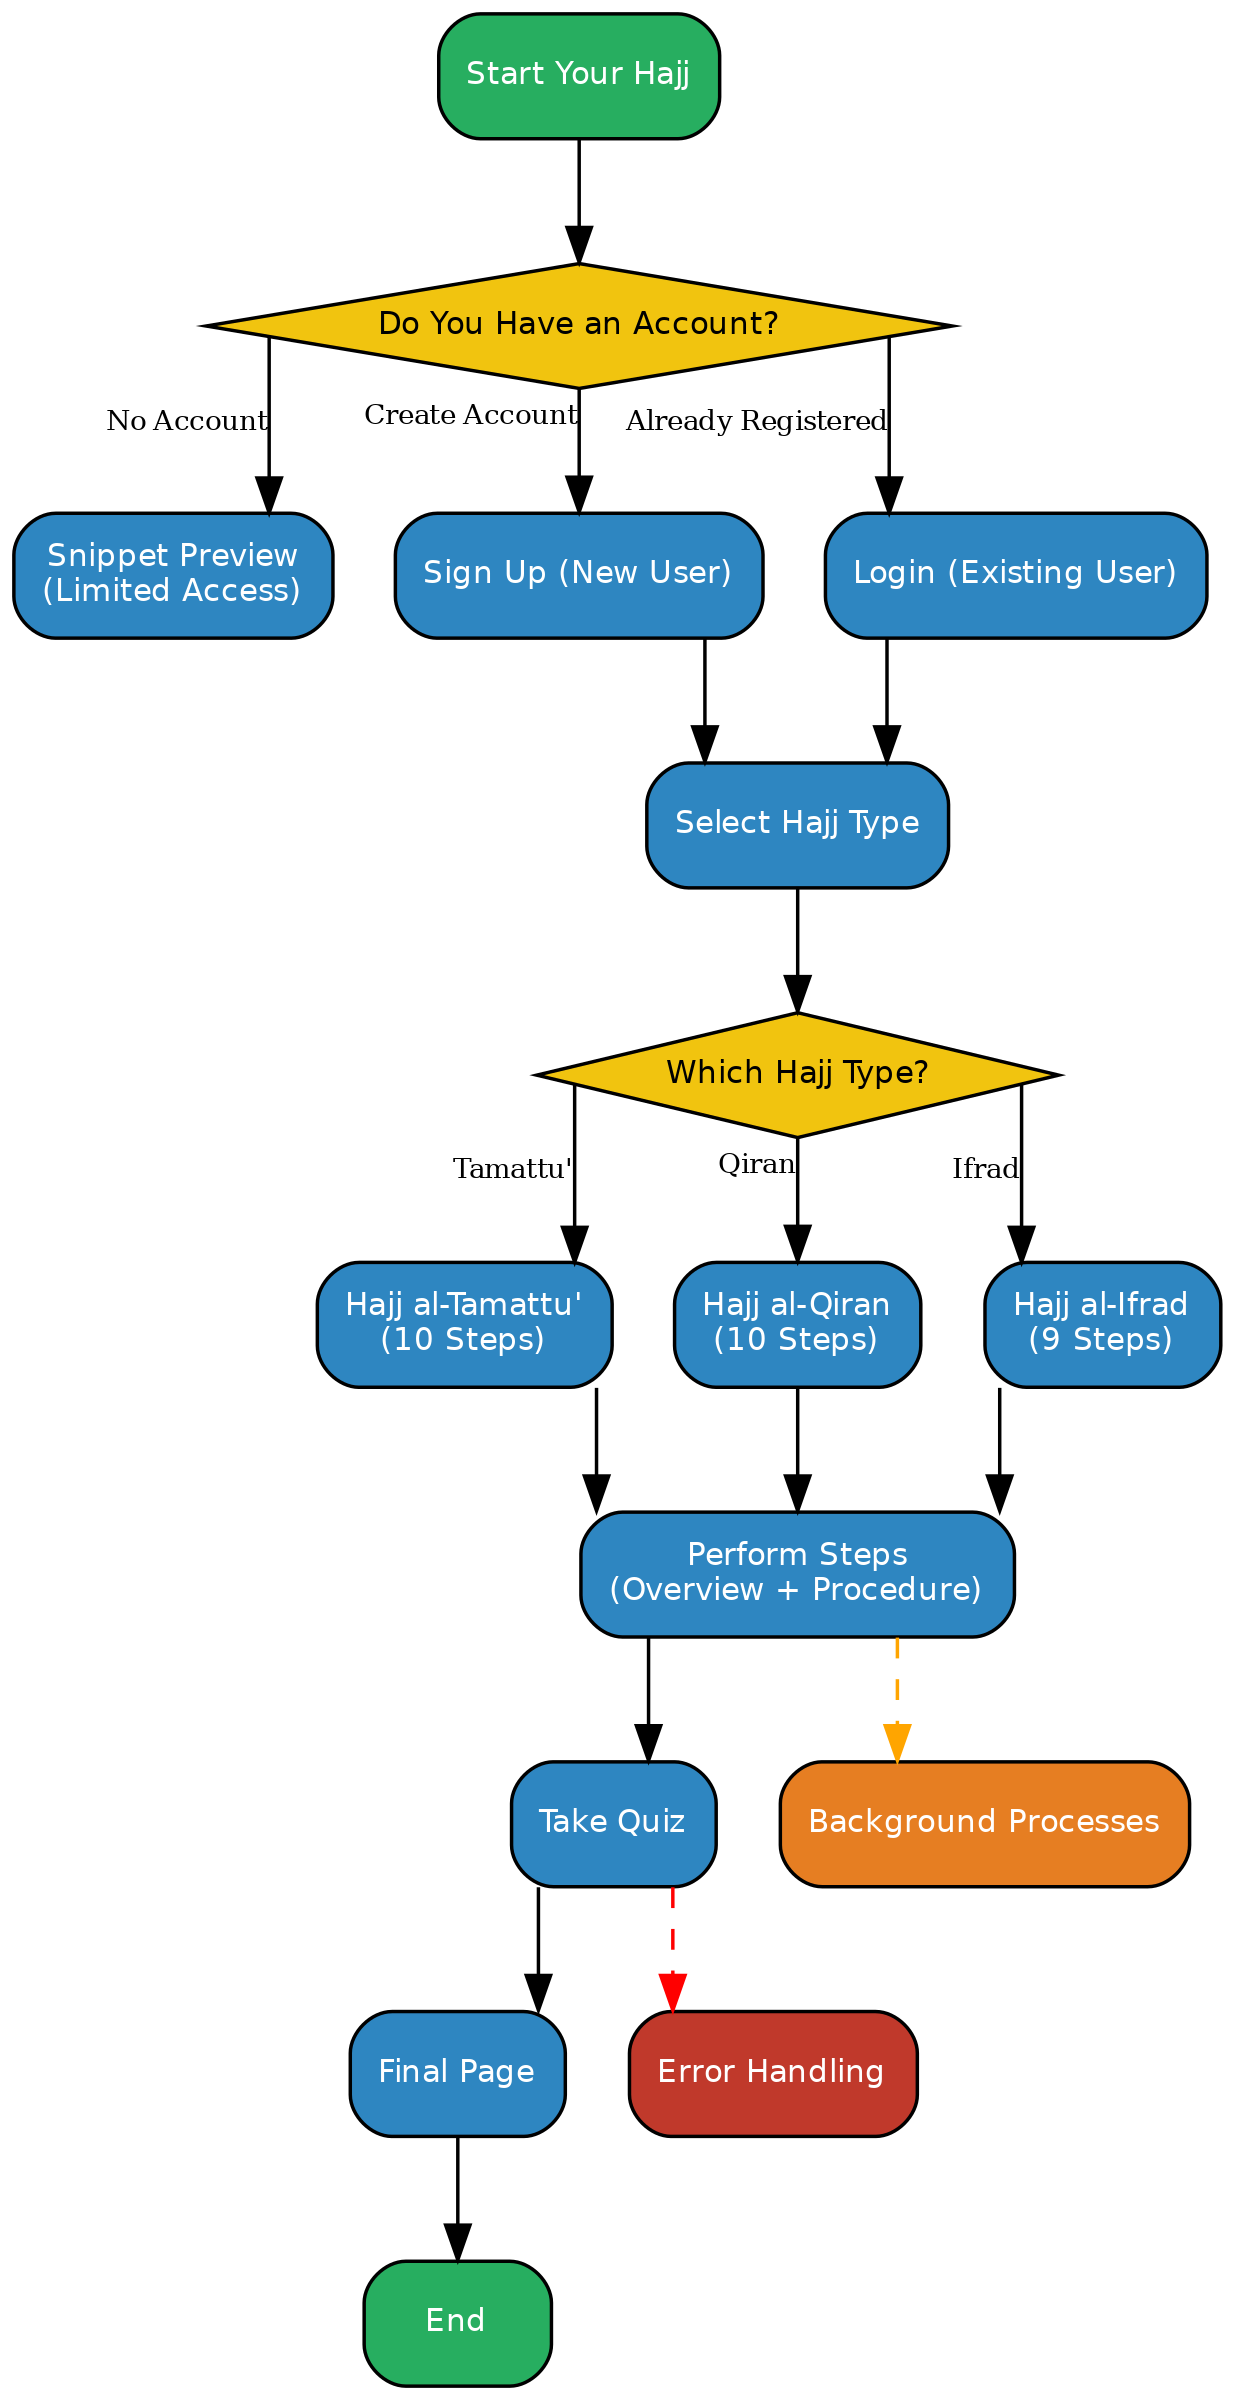 Start Your Hajj
Do You Have an Account?
No Account
Create Account
Already Registered
Snippet Preview
(Limited Access)
Sign Up (New User)
Login (Existing User)
Select Hajj Type
Which Hajj Type?
Tamattu'
Qiran
Ifrad
Hajj al-Tamattu'
(10 Steps)
Hajj al-Qiran
(10 Steps)
Hajj al-Ifrad
(9 Steps)
Perform Steps
(Overview + Procedure)
Take Quiz
Background Processes
Final Page
Error Handling
End